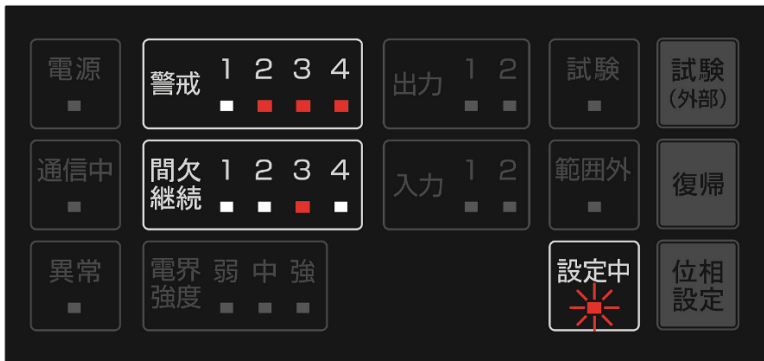 電源
警戒 1 2 3 4
出力 1 2
試験
試験
(外部)
通信中
間欠
継続 1 2 3 4
入力 1 2
範囲外
復帰
異常
電界
強度 弱 中 強
設定中
位相
設定